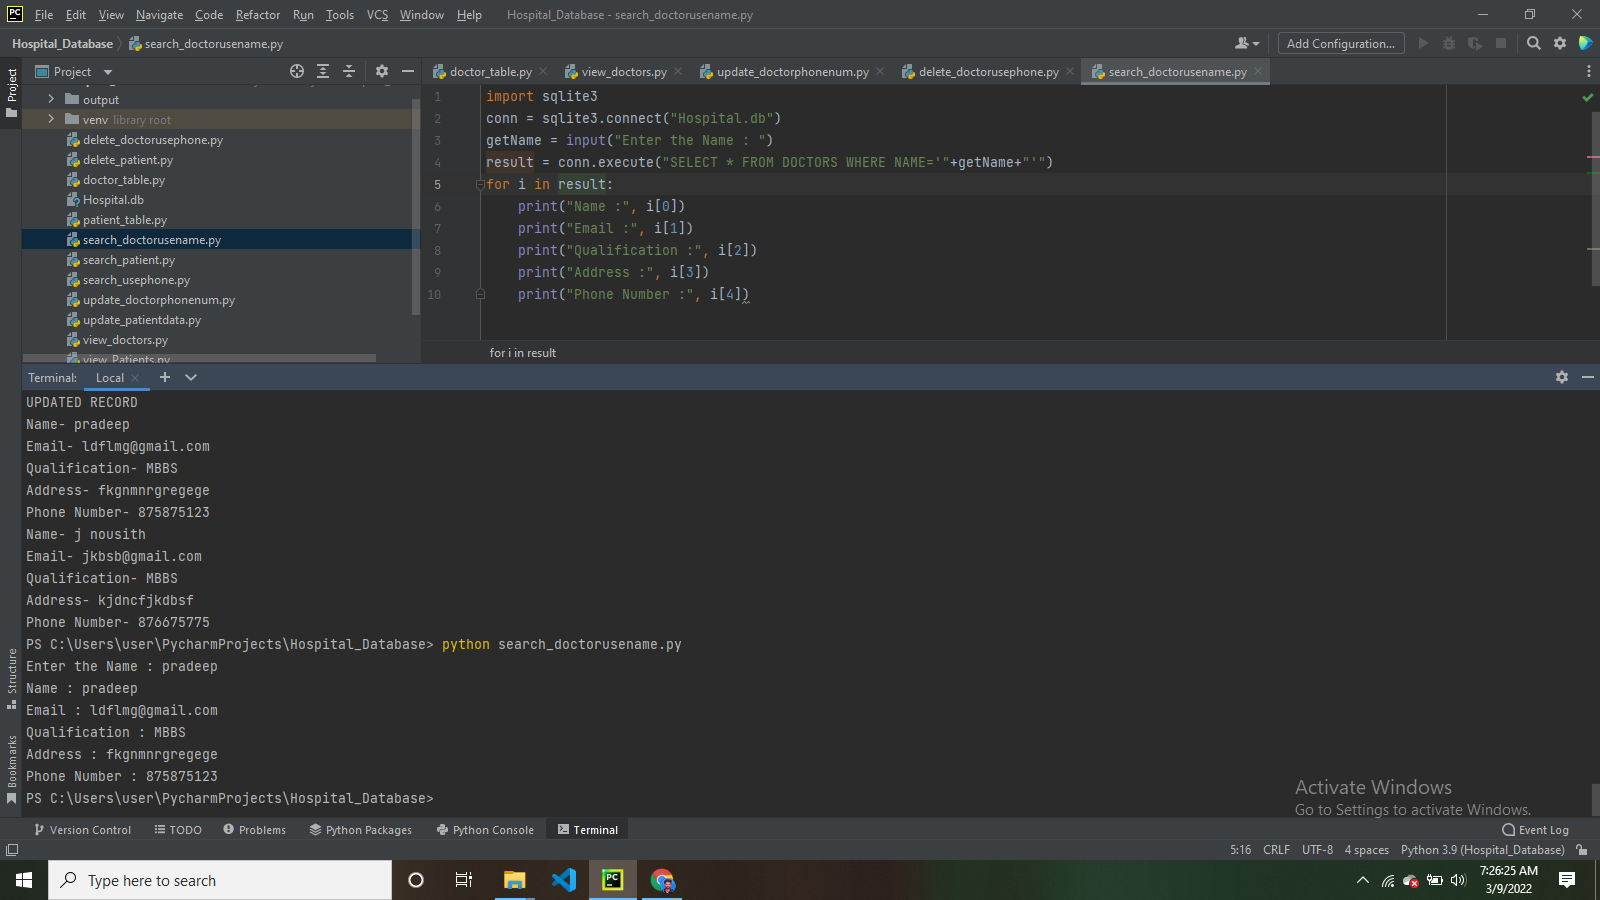 PC File Edit View Navigate Code Refactor Run Tools VCS Window Help Hospital_Database - search_doctorusename.py
Hospital_Database search_doctorusename.py Add Configuration...
Project
Project
doctor_table.py view_doctors.py update_doctorphonenum.py delete_doctorusephone.py search_doctorusename.py
output
venv library root
delete_doctorusephone.py
delete_patient.py
doctor_table.py
Hospital.db
patient_table.py
search_doctorusename.py
search_patient.py
search_usephone.py
update_doctorphonenum.py
update_patientdata.py
view_doctors.py
view_Patients.py
1 import sqlite3
2 conn = sqlite3.connect("Hospital.db")
3 getName = input("Enter the Name : ")
4 result = conn.execute("SELECT * FROM DOCTORS WHERE NAME='"+getName+"'")
5 for i in result:
6 print("Name :", i[0])
7 print("Email :", i[1])
8 print("Qualification :", i[2])
9 print("Address :", i[3])
10 print("Phone Number :", i[4])
for i in result
Terminal: Local
UPDATED RECORD
Name- pradeep
Email- ldflmg@gmail.com
Qualification- MBBS
Address- fkgnmnrgregege
Phone Number- 875875123
Name- j nousith
Email- jkbsb@gmail.com
Qualification- MBBS
Address- kjdncfjkdbsf
Phone Number- 876675775
PS C:\Users\user\PycharmProjects\Hospital_Database> python search_doctorusename.py
Enter the Name : pradeep
Name : pradeep
Email : ldflmg@gmail.com
Qualification : MBBS
Address : fkgnmnrgregege
Phone Number : 875875123
PS C:\Users\user\PycharmProjects\Hospital_Database>
Structure
Bookmarks
Activate Windows
Go to Settings to activate Windows.
Version Control TODO Problems Python Packages Python Console Terminal Event Log
5:16 CRLF UTF-8 4 spaces Python 3.9 (Hospital_Database)
Type here to search
PC
7:26:25 AM
3/9/2022